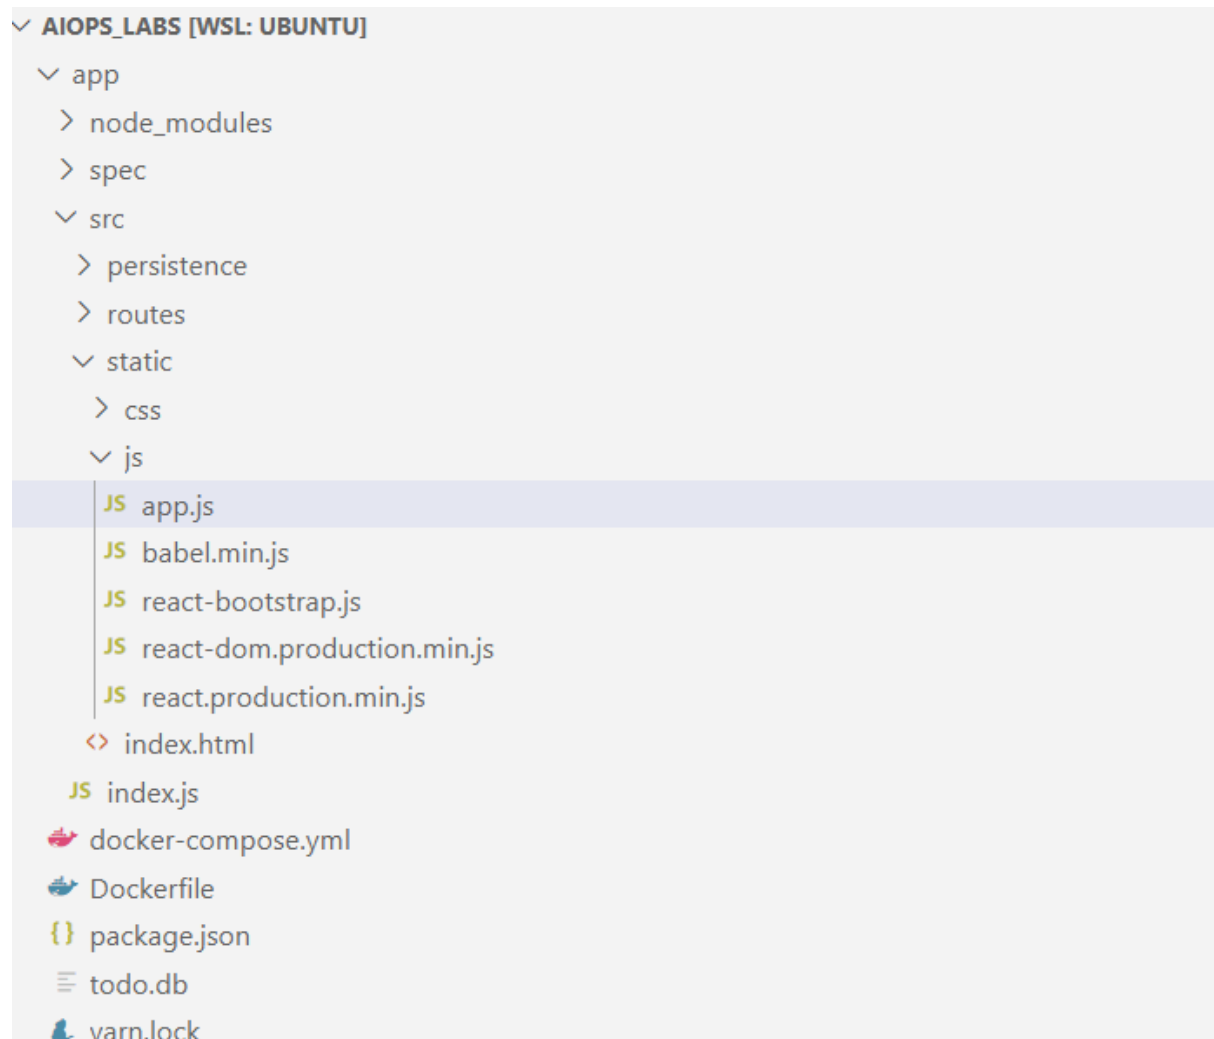 AIOPS_LABS [WSL: UBUNTU]
app
node_modules
spec
src
persistence
routes
static
css
js
JS app.js
JS babel.min.js
JS react-bootstrap.js
JS react-dom.production.min.js
JS react.production.min.js
<> index.html
JS index.js
docker-compose.yml
Dockerfile
{} package.json
todo.db
yarn.lock